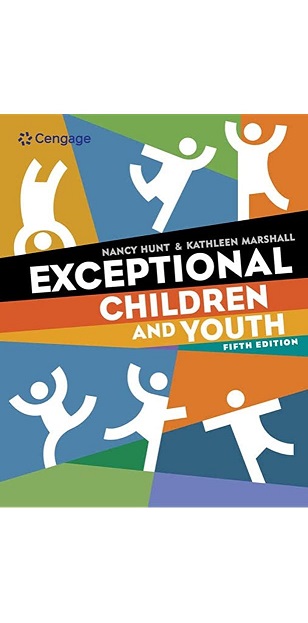 Cengage
NANCY HUNT & KATHLEEN MARSHALL
EXCEPTIONAL
CHILDREN
AND YOUTH
FIFTH EDITION